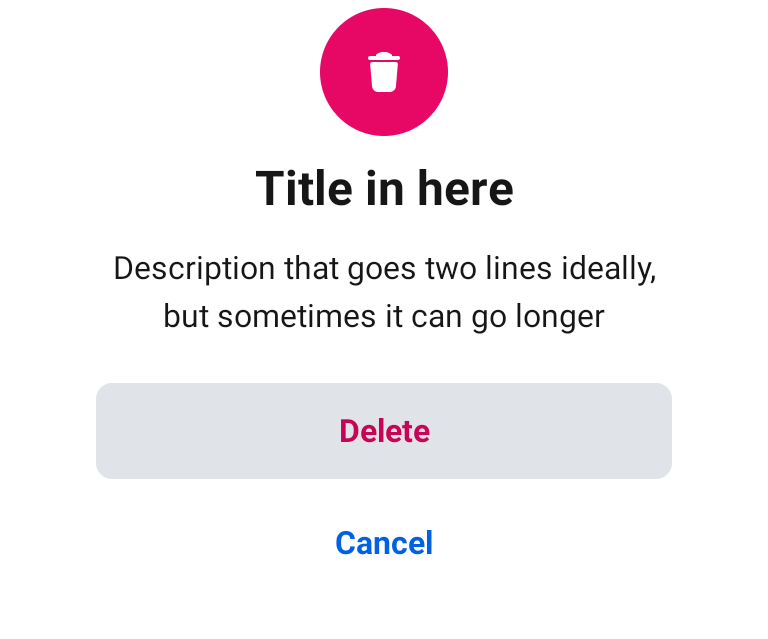 Title in here
Description that goes two lines ideally,
but sometimes it can go longer
Delete
Cancel